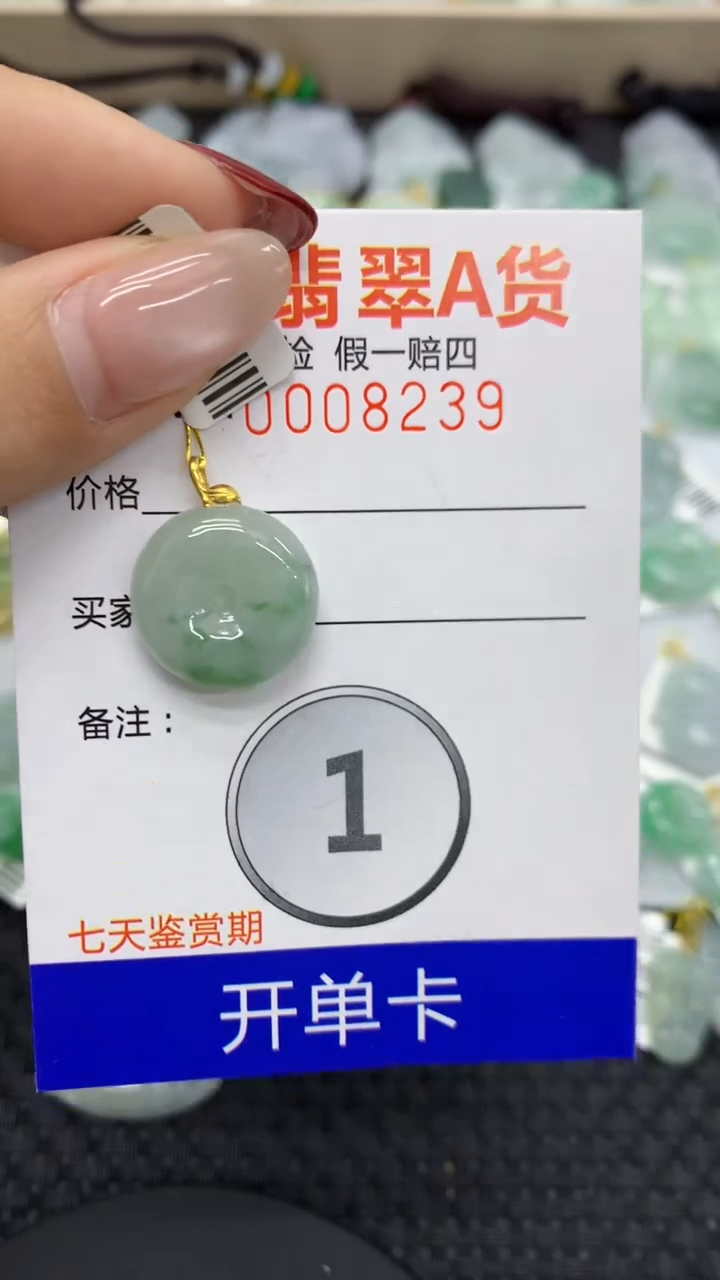 翡翠A货
检 假一赔四
0008239
价格
买家
备注：
1
七天鉴赏期
开单卡